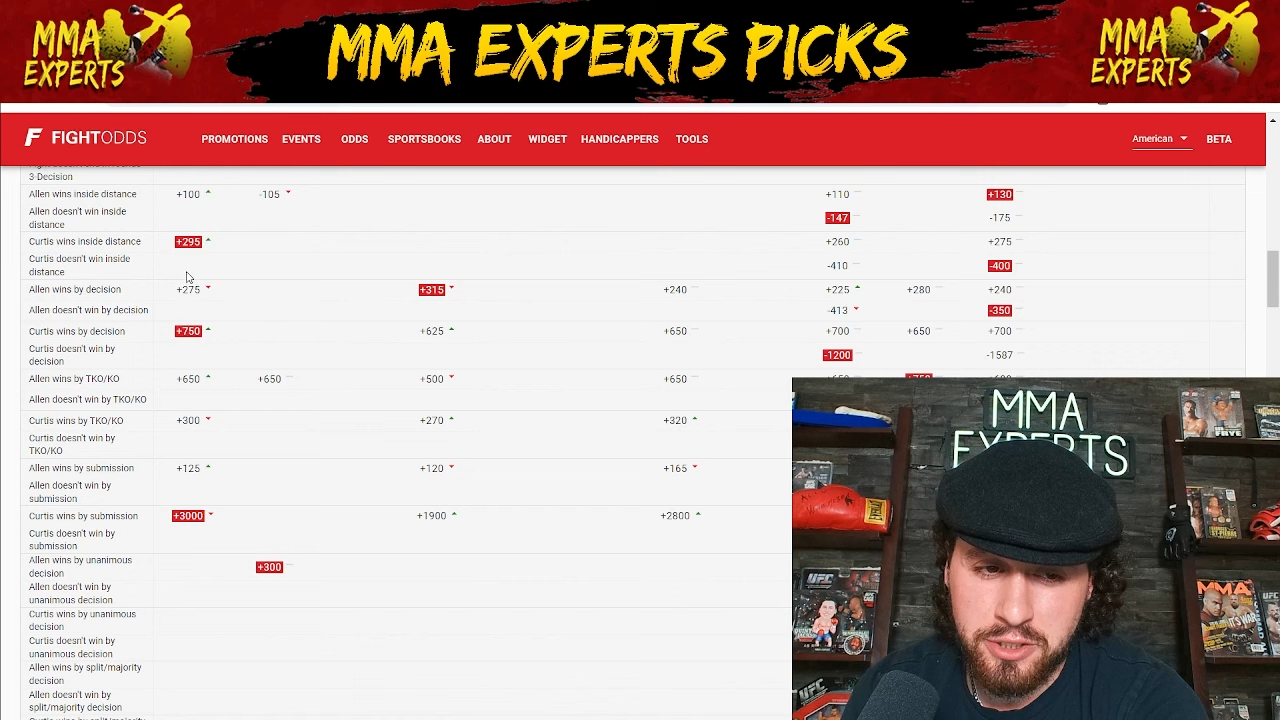 MMA
EXPERTS
MMA EXPERTS PICKS
MMA
EXPERTS
FIGHTODDS
PROMOTIONS EVENTS ODDS SPORTSBOOKS ABOUT WIDGET HANDICAPPERS TOOLS
American BETA
3-Decision
Allen wins inside distance +100 -105 +110 +130
Allen doesn't win inside
distance -147 -175
Curtis wins inside distance +295 +260 +275
Curtis doesn't win inside
distance -410 -400
Allen wins by decision +275 +315 +240 +225 +280 +240
Allen doesn't win by decision -413 -350
Curtis wins by decision +750 +625 +650 +700 +650 +700
Curtis doesn't win by
decision -1200 -1587
Allen wins by TKO/KO +650 +650 +500 +650
Allen doesn't win by TKO/KO
Curtis wins by TKO/KO +300 +270 +320
Curtis doesn't win by
TKO/KO
Allen wins by submission +125 +120 +165
Allen doesn't win by
submission
Curtis wins by submission +3000 +1900 +2800
Curtis doesn't win by
submission
Allen wins by unanimous
decision +300
Allen doesn't win by
unanimous decision
Curtis wins by unanimous
decision
Curtis doesn't win by
unanimous decision
Allen wins by split/majority
decision
Allen doesn't win by
split/majority decision
MMA
EXPERTS
FRYE
UFC
ST-PIERRE
UFC
MMA
IT'S WAR
UFC